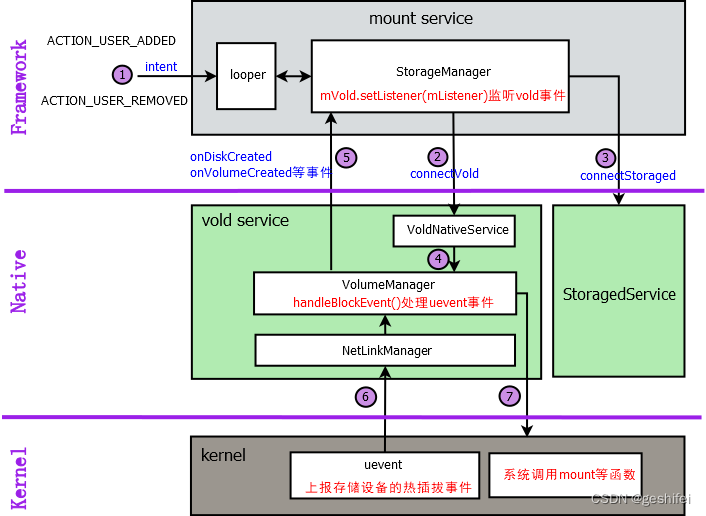 mount service
Framework
ACTION_USER_ADDED
1
intent
ACTION_USER_REMOVED
looper
StorageManager
mVold.setListener(mListener)监听vold事件
onDiskCreated
onVolumeCreated等事件
5
2
connectVold
3
connectStoraged
Native
vold service
VoldNativeService
4
VolumeManager
handleBlockEvent()处理uevent事件
NetLinkManager
StoragedService
6
7
Kernel
kernel
uevent
上报存储设备的热插拔事件
系统调用mount等函数
CSDN @geshifei